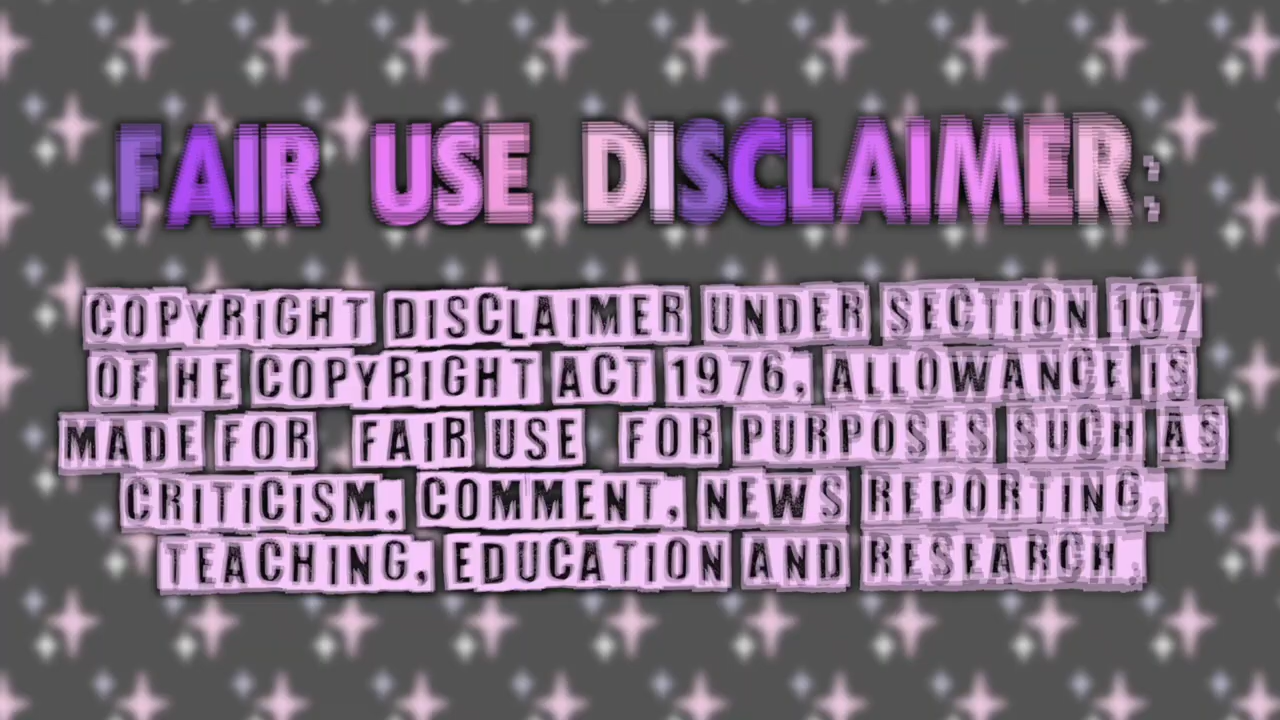 FAIR USE DISCLAIMER:
COPYRIGHT DISCLAIMER UNDER SECTION 107
OF HE COPYRIGHT ACT 1976, ALLOWANCE IS
MADE FOR FAIR USE FOR PURPOSES SUCH AS
CRITICISM, COMMENT, NEWS REPORTING,
TEACHING, EDUCATION AND RESEARCH.